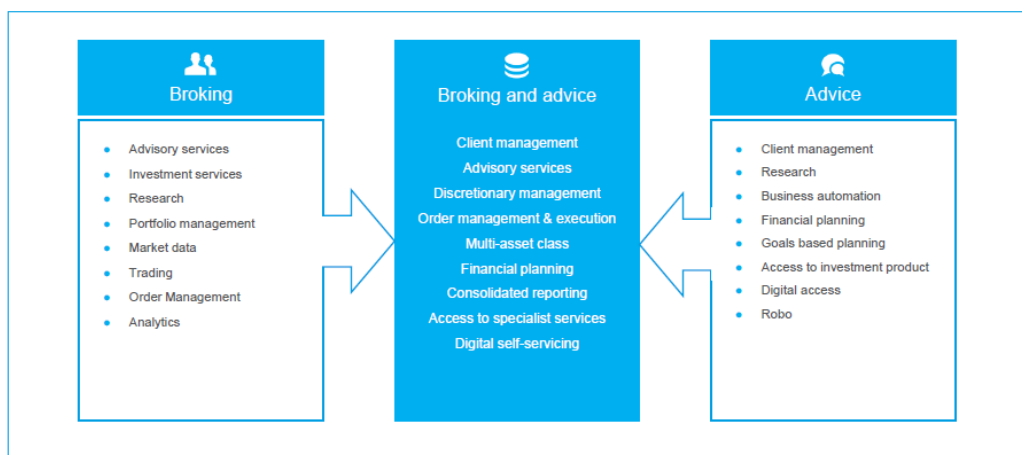 Broking
Advisory services
Investment services
Research
Portfolio management
Market data
Trading
Order Management
Analytics
Broking and advice
Client management
Advisory services
Discretionary management
Order management & execution
Multi-asset class
Financial planning
Consolidated reporting
Access to specialist services
Digital self-servicing
Advice
Client management
Research
Business automation
Financial planning
Goals based planning
Access to investment product
Digital access
Robo